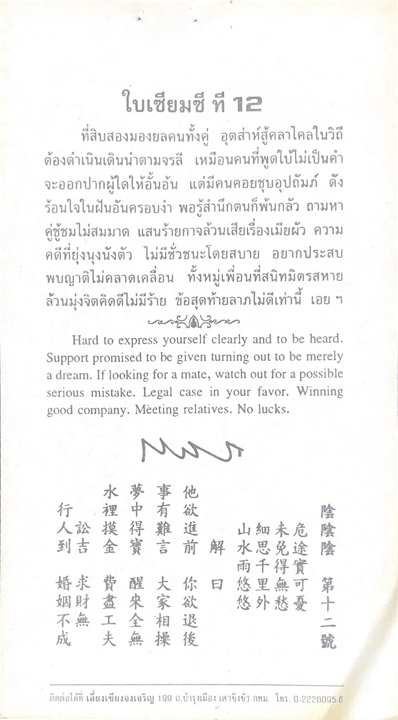 ใบเซียมซี ที่ 12
ที่สิบสองมองยลคนทั้งคู่ อุตส่าห์สู้คลาไคลในวิถี
ต้องดำเนินเดินนำตามจรลี เหมือนคนที่พูดใบ้ไม่เป็นคำ
จะออกปากผู้ใดให้อั้นอ้น แต่มีคนคอยชุบอุปถัมภ์ ดัง
ร้อนใจในฝันอันครอบงำ พอรู้สำนึกตนก็พ้นกลัว ถามหา
คู่ชู้ชมไม่สมมาด แสนร้ายกาจล้วนเสียเรื่องเมียผัว ความ
คดีที่ยุ่งนุงนังตัว ไม่มีชั่วชนะโดยสบาย อยากประสบ
พบญาติไม่คลาดเคลื่อน ทั้งหมู่เพื่อนที่สนิทมิตรสหาย
ล้วนมุ่งจิตคิดดีไม่มีร้าย ข้อสุดท้ายลาภไม่ดีเท่านี้ เอย ฯ
Hard to express yourself clearly and to be heard.
Support promised to be given turning out to be merely
a dream. If looking for a mate, watch out for a possible
serious mistake. Legal case in your favor. Winning
good company. Meeting relatives. No lucks.
陰陰陰 第十二號
危途實可憂
未免得無愁
細思千里外
山水雨悠悠
解曰
他欲進前 你欲退後
事有難言 大家相操
夢中得寶 醒來全無
水裡摸金 費盡工夫
訟吉 求財無
行人到 婚姻不成
ติดต่อได้ที่ เลี่ยงเซียงจงเจริญ 199 ถ.บำรุงเมือง เสาชิงช้า กทม. โทร. 0-2228095-6